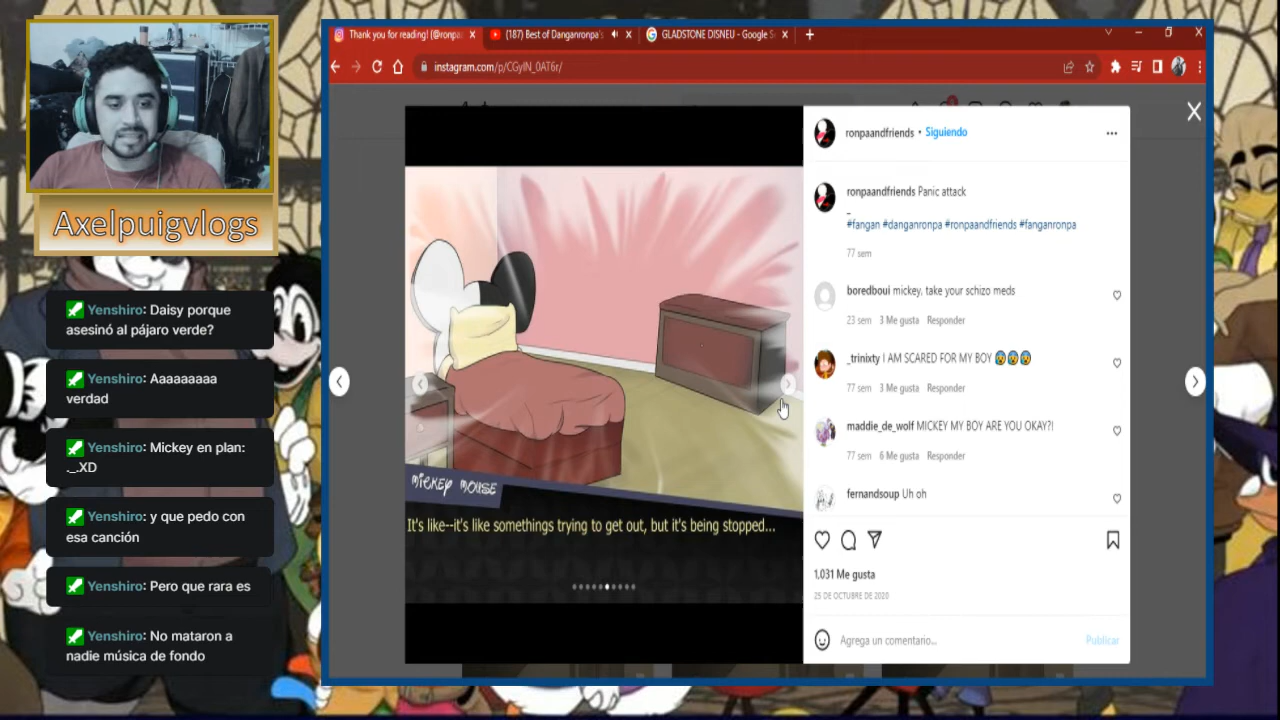 Axelpuigvlogs
Yenshiro: Daisy porque
asesinó al pájaro verde?
Yenshiro: Aaaaaaaaa
verdad
Yenshiro: Mickey en plan:
._.XD
Yenshiro: y que pedo con
esa canción
Yenshiro: Pero que rara es
Yenshiro: No mataron a
nadie música de fondo
Thank you for reading! (@ronpa
(187) Best of Danganronpa's
GLADSTONE DISNEU - Google S
instagram.com/p/CGyIN_0AT6r/
MICKEY MOUSE
It's like--it's like somethings trying to get out, but it's being stopped...
ronpaandfriends • Siguiendo
ronpaandfriends Panic attack
_
#fangan #danganronpa #ronpaandfriends #fanganronpa
77 sem
boredboui mickey, take your schizo meds
23 sem 3 Me gusta Responder
_trinixty I AM SCARED FOR MY BOY 😰😰😰
77 sem 3 Me gusta Responder
maddie_de_wolf MICKEY MY BOY ARE YOU OKAY?!
77 sem 6 Me gusta Responder
fernandsoup Uh oh
1,031 Me gusta
25 DE OCTUBRE DE 2020
Agrega un comentario...
Publicar